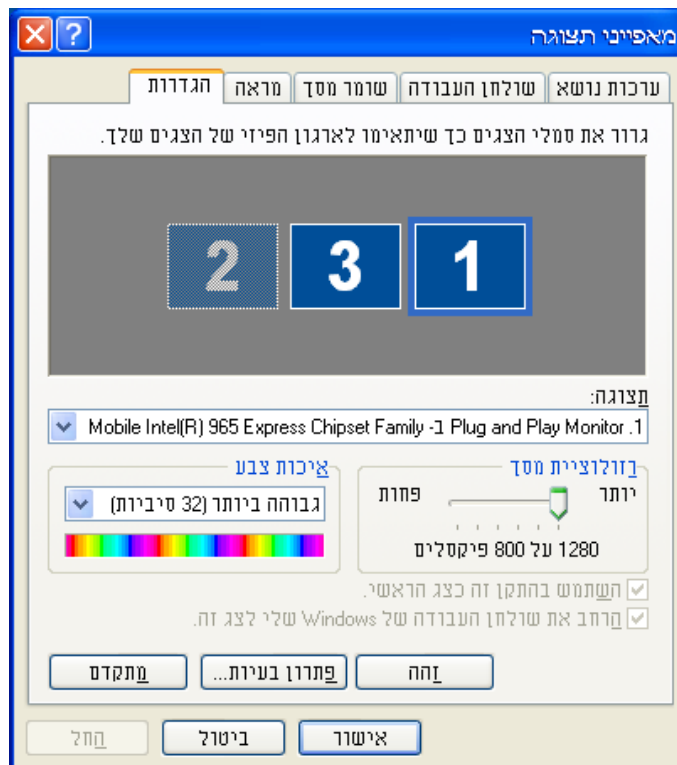 מאפייני תצוגה
ערכות נושא
שולחן העבודה
שומר מסך
מראה
הגדרות
גרור את סמלי הצגים כך שיתאימו לארגון הפיזי של הצגים שלך.
1
3
2
תצוגה:
1. Plug and Play Monitor ב- Mobile Intel(R) 965 Express Chipset Family
רזולוציית מסך
יותר
פחות
1280 על 800 פיקסלים
איכות צבע
גבוהה ביותר (32 סיביות)
השתמש בהתקן זה כצג הראשי.
הרחב את שולחן העבודה של Windows שלי לצג זה.
זהה
פתרון בעיות...
מתקדם
אישור
ביטול
החל